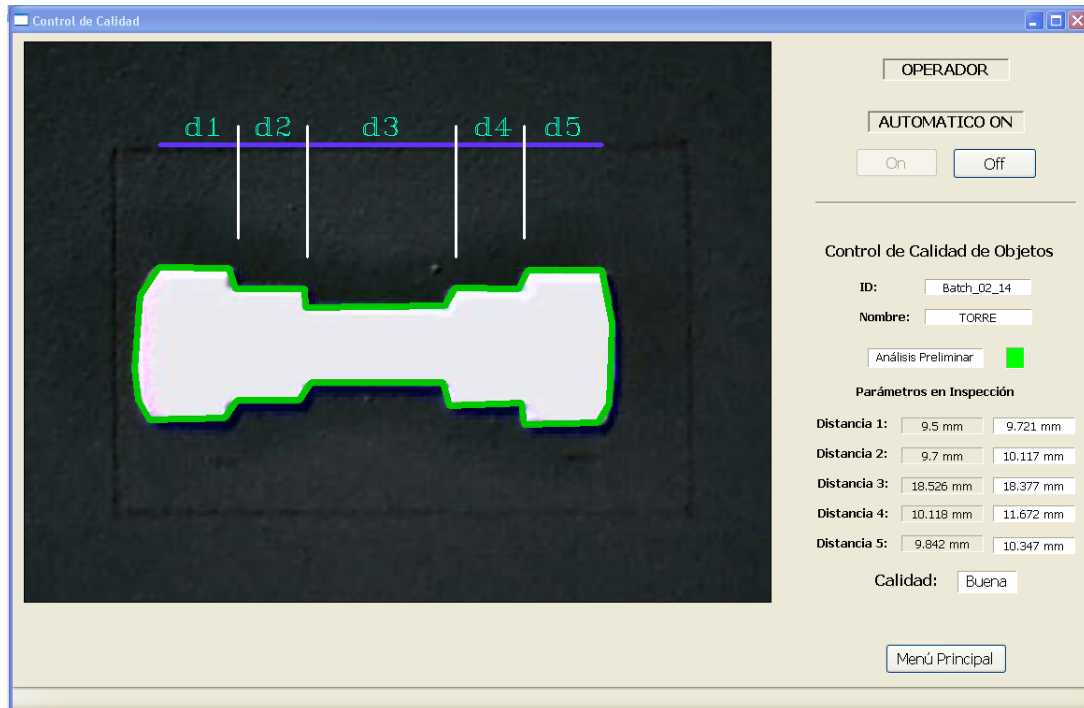 Control de Calidad
d1 d2 d3 d4 d5
OPERADOR
AUTOMATICO ON
On Off
Control de Calidad de Objetos
ID: Batch_02_14
Nombre: TORRE
Análisis Preliminar
Parámetros en Inspección
Distancia 1: 9.5 mm 9.721 mm
Distancia 2: 9.7 mm 10.117 mm
Distancia 3: 18.526 mm 18.377 mm
Distancia 4: 10.118 mm 11.672 mm
Distancia 5: 9.842 mm 10.347 mm
Calidad: Buena
Menú Principal